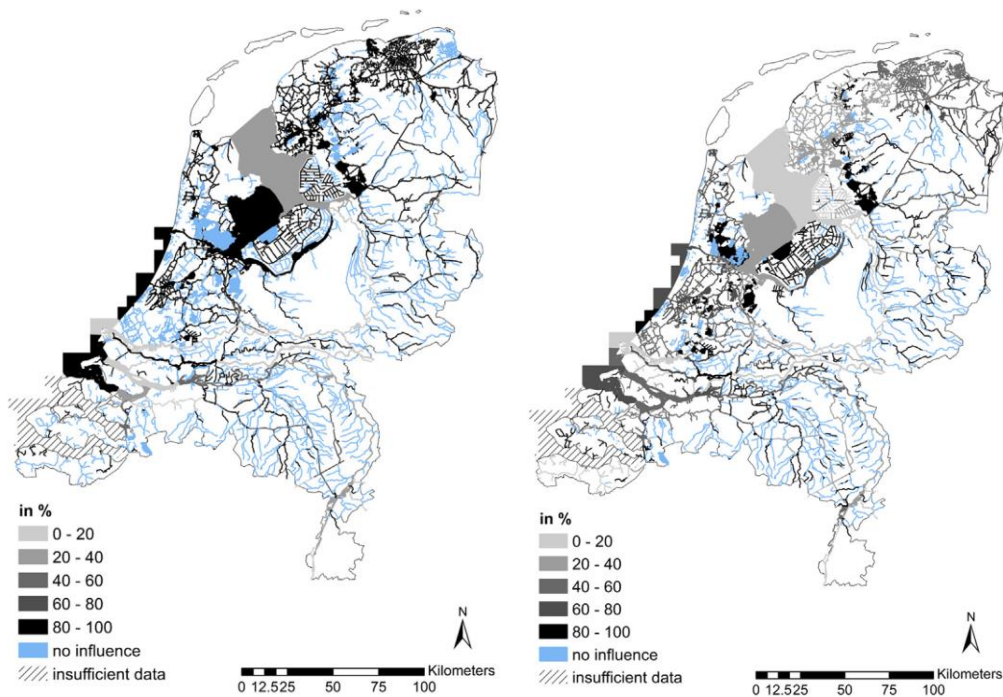 in %
0 - 20
20 - 40
40 - 60
60 - 80
80 - 100
no influence
insufficient data
N
Kilometers
0 12.525 50 75 100
in %
0 - 20
20 - 40
40 - 60
60 - 80
80 - 100
no influence
insufficient data
N
Kilometers
0 12.525 50 75 100